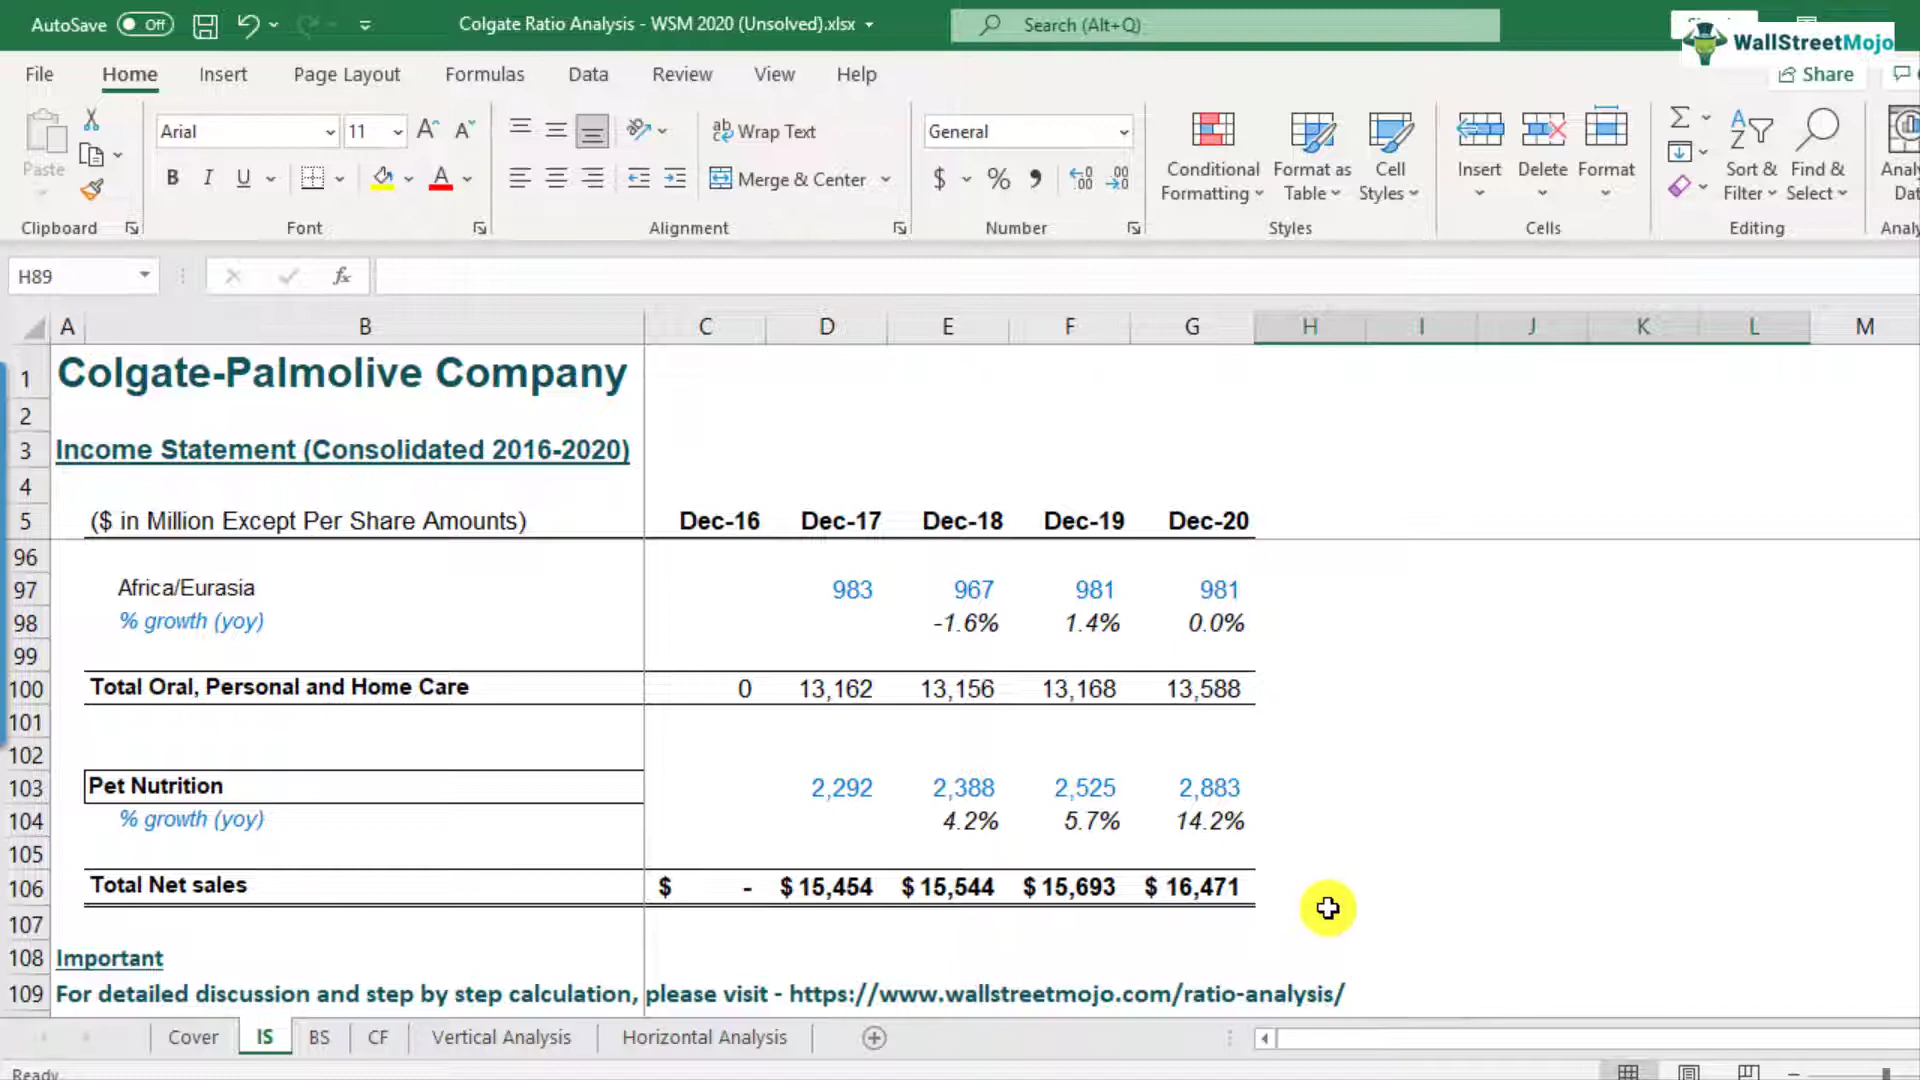 AutoSave Off Colgate Ratio Analysis - WSM 2020 (Unsolved).xlsx Search (Alt+Q)
WallStreetMojo
File Home Insert Page Layout Formulas Data Review View Help Share
Paste Arial 11 Wrap Text General Conditional Formatting Format as Table Cell Styles Insert Delete Format Sort & Filter Find & Select
B I U A Merge & Center $ %
Clipboard Font Alignment Number Styles Cells Editing
H89 fx
A B C D E F G H I J K L M
1 Colgate-Palmolive Company
2
3 Income Statement (Consolidated 2016-2020)
4
5 ($ in Million Except Per Share Amounts) Dec-16 Dec-17 Dec-18 Dec-19 Dec-20
96
97 Africa/Eurasia 983 967 981 981
98 % growth (yoy) -1.6% 1.4% 0.0%
99
100 Total Oral, Personal and Home Care 0 13,162 13,156 13,168 13,588
101
102
103 Pet Nutrition 2,292 2,388 2,525 2,883
104 % growth (yoy) 4.2% 5.7% 14.2%
105
106 Total Net sales $ - $ 15,454 $ 15,544 $ 15,693 $ 16,471
107
108 Important
109 For detailed discussion and step by step calculation, please visit - https://www.wallstreetmojo.com/ratio-analysis/
Cover IS BS CF Vertical Analysis Horizontal Analysis
Ready